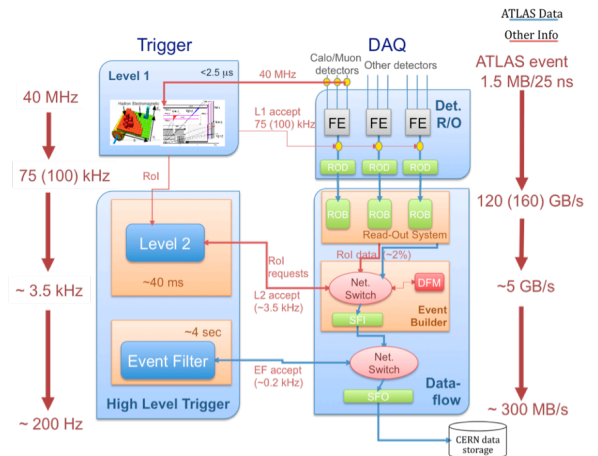 ATLAS Data
Other Info
Trigger
DAQ
ATLAS event
1.5 MB/25 ns
Level 1
<2.5 µs
40 MHz
Calo/Muon
detectors
Other detectors
40 MHz
L1 accept
75 (100) kHz
FE
FE
FE
Det.
R/O
ROD
ROD
ROD
75 (100) kHz
RoI
120 (160) GB/s
ROB
ROB
ROB
Read-Out System
Level 2
~40 ms
RoI
requests
RoI data (~2%)
L2 accept
(~3.5 kHz)
Net.
Switch
DFM
Event
Builder
SFI
~ 3.5 kHz
~5 GB/s
~4 sec
Event Filter
EF accept
(~0.2 kHz)
Net.
Switch
High Level Trigger
Data-
flow
SFO
~ 200 Hz
~ 300 MB/s
CERN data
storage